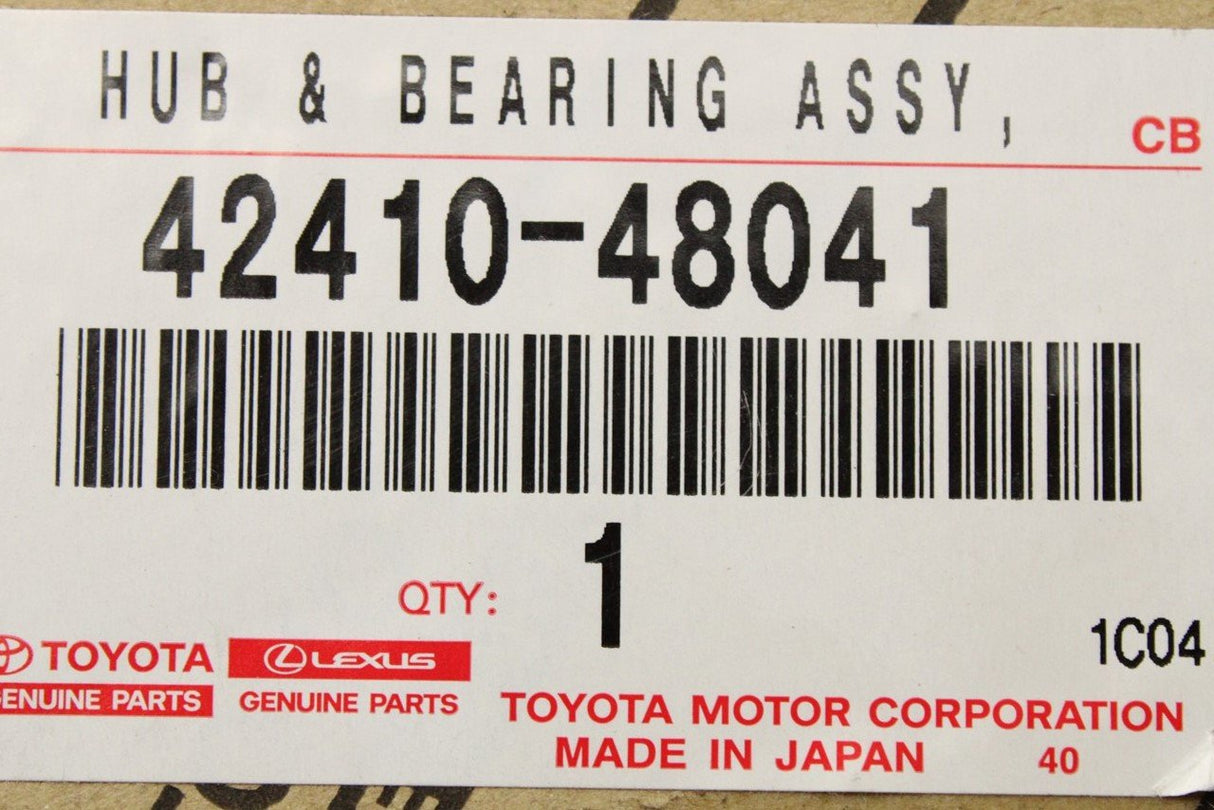 HUB & BEARING ASSY,
CB
42410-48041
QTY: 1
1C04
TOYOTA
GENUINE PARTS
LEXUS
GENUINE PARTS
TOYOTA MOTOR CORPORATION
MADE IN JAPAN 40